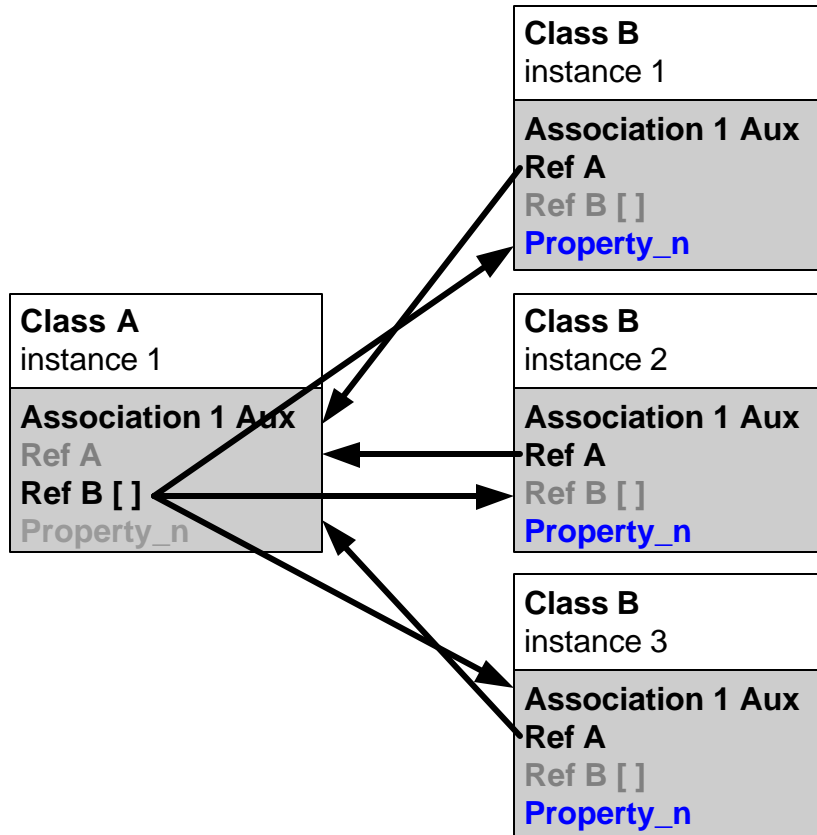 Class B
instance 1
Association 1 Aux
Ref A
Ref B [ ]
Property_n
Class A
instance 1
Association 1 Aux
Ref A
Ref B [ ]
Property_n
Class B
instance 2
Association 1 Aux
Ref A
Ref B [ ]
Property_n
Class B
instance 3
Association 1 Aux
Ref A
Ref B [ ]
Property_n